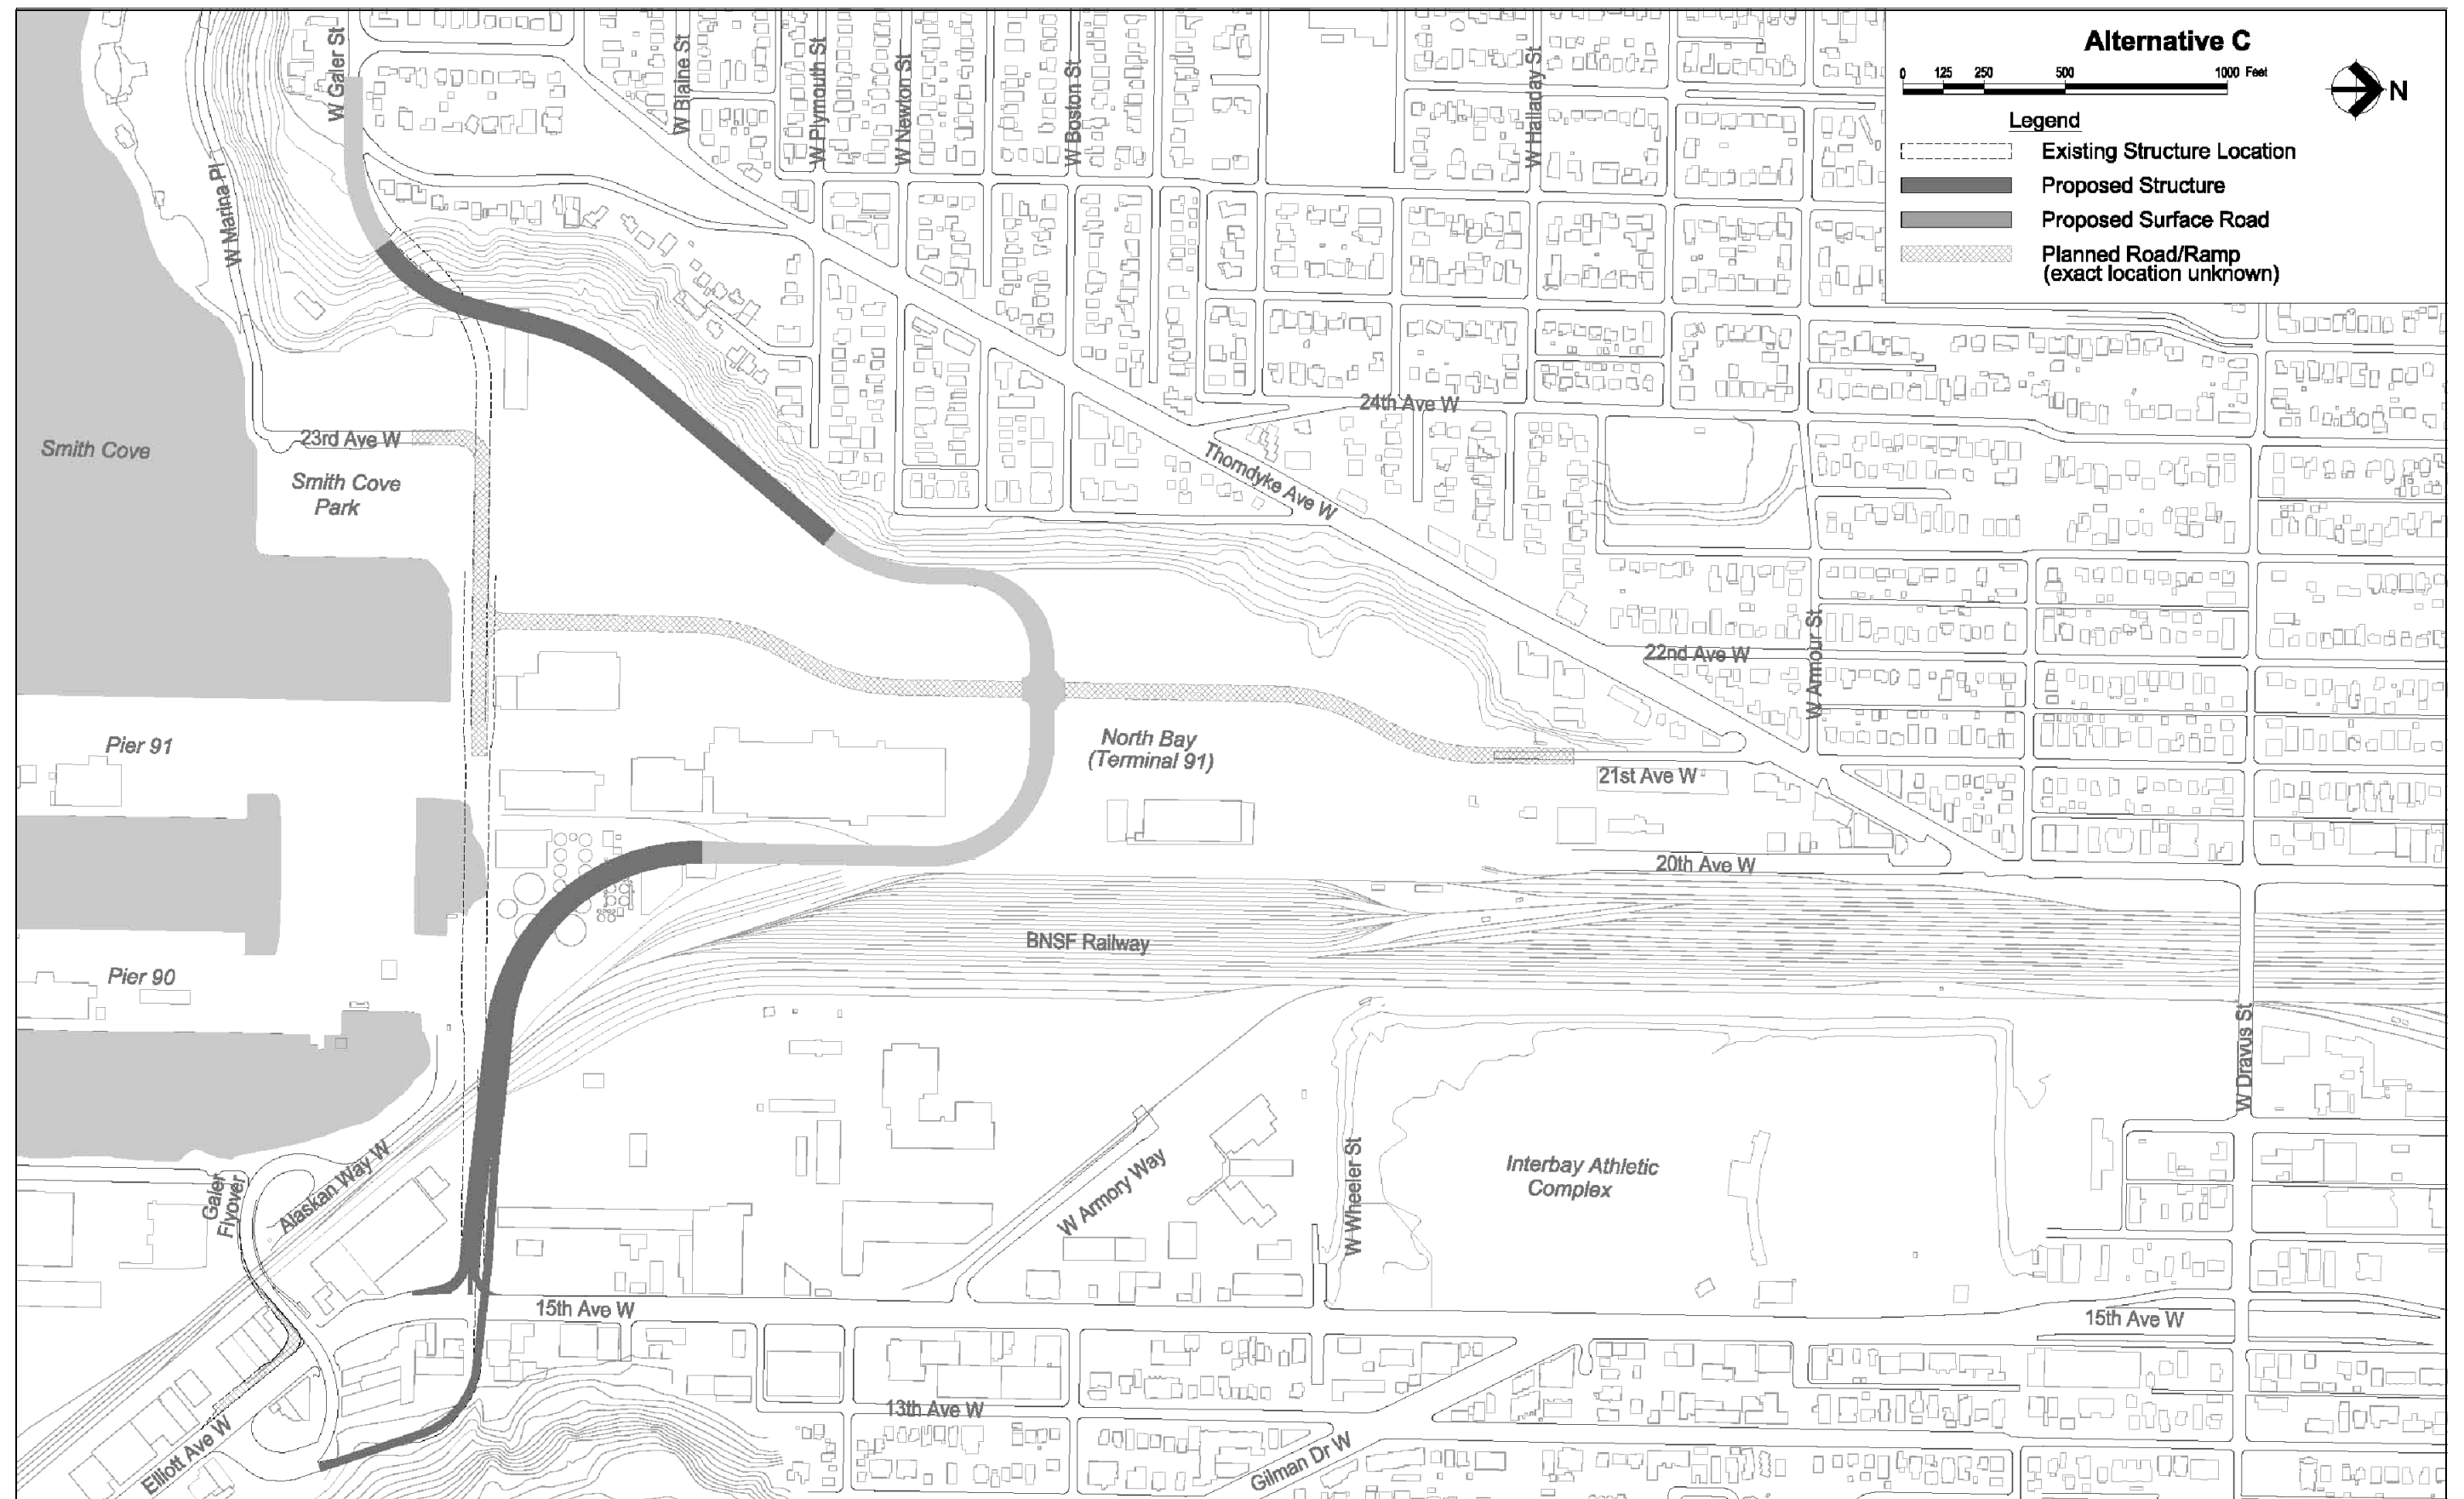 Alternative C
0 125 250 500 1000 Feet
N
Legend
Existing Structure Location
Proposed Structure
Proposed Surface Road
Planned Road/Ramp
(exact location unknown)
W Galer St
W Blaine St
W Plymouth St
W Newton St
W Boston St
W Halladay St
W Marina Pl
24th Ave W
Smith Cove
23rd Ave W
Smith Cove
Park
Thorndyke Ave W
22nd Ave W
W Armour St
Pier 91
North Bay
(Terminal 91)
21st Ave W
20th Ave W
BNSF Railway
Pier 90
W Dravus St
Galer
Flyover
Alaskan Way W
W Armory Way
W Wheeler St
Interbay Athletic
Complex
15th Ave W
15th Ave W
13th Ave W
Elliott Ave W
Gilman Dr W